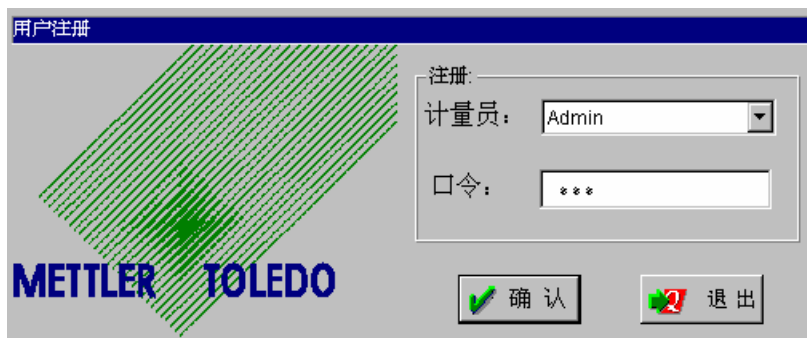 用户注册
注册:
计量员： Admin
口令： ***
METTLER TOLEDO
确 认
退 出